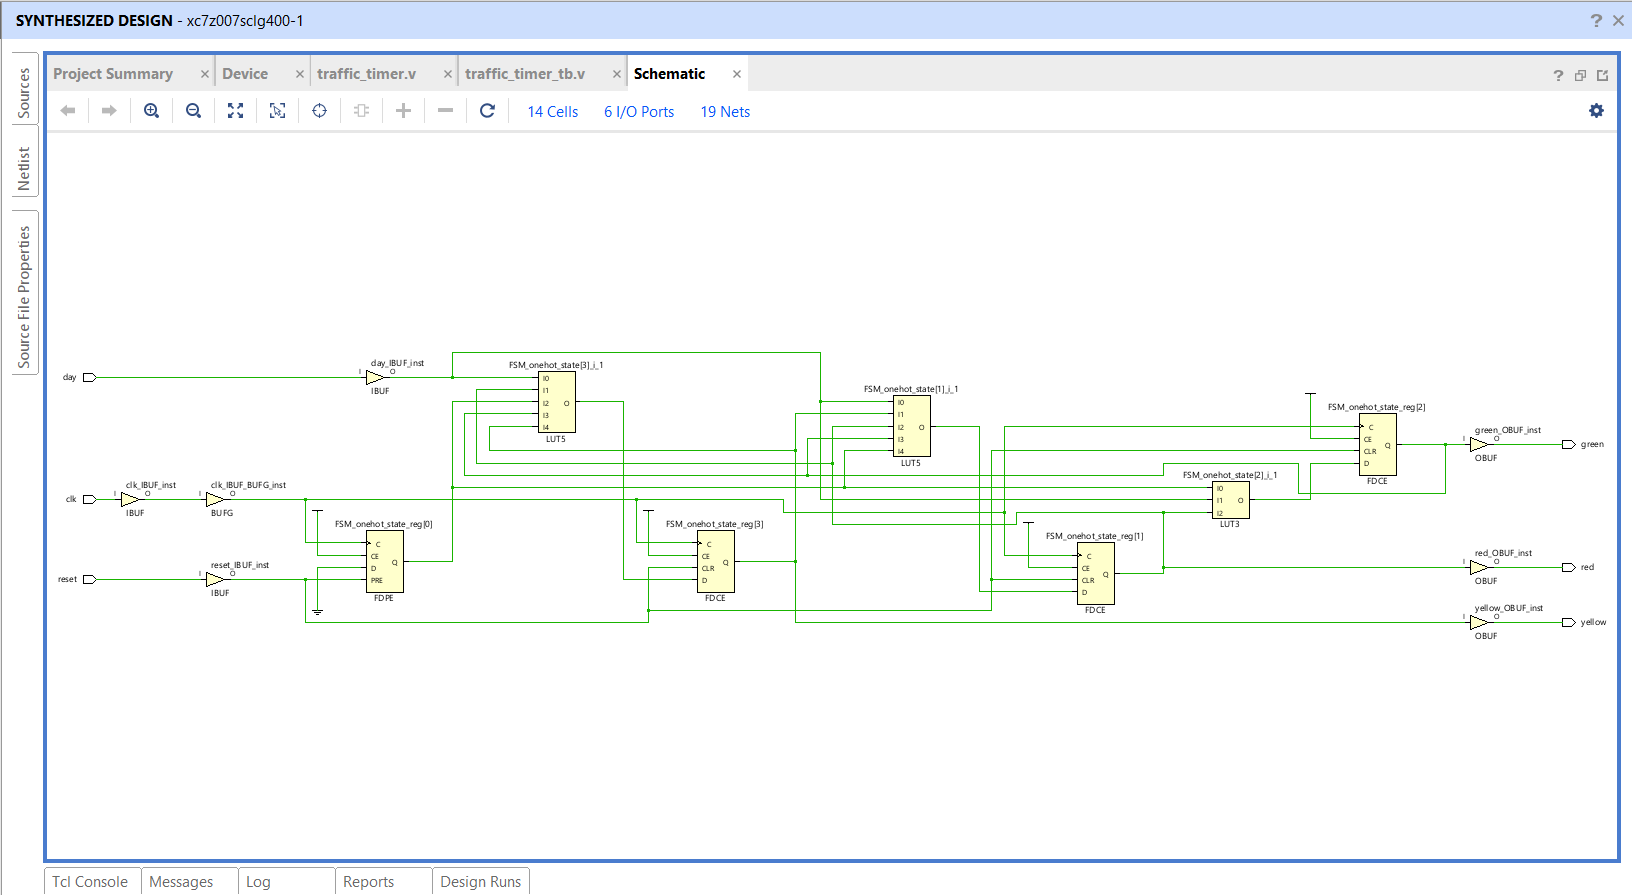 SYNTHESIZED DESIGN - xc7z007sclg400-1
Sources
Netlist
Source File Properties
Project Summary
Device
traffic_timer.v
traffic_timer_tb.v
Schematic
14 Cells
6 I/O Ports
19 Nets
day
day_IBUF_inst
I
O
IBUF
FSM_onehot_state[3]_i_1
I0
I1
I2
I3
I4
O
LUT5
FSM_onehot_state[1]_i_1
I0
I1
I2
I3
I4
O
LUT5
FSM_onehot_state_reg[2]
C
CE
CLR
D
Q
FDCE
green_OBUF_inst
I
O
OBUF
green
clk
clk_IBUF_inst
I
O
IBUF
clk_IBUF_BUFG_inst
I
O
BUFG
FSM_onehot_state[2]_i_1
I0
I1
I2
O
LUT3
FSM_onehot_state_reg[0]
C
CE
D
PRE
Q
FDPE
FSM_onehot_state_reg[3]
C
CE
CLR
D
Q
FDCE
FSM_onehot_state_reg[1]
C
CE
CLR
D
Q
FDCE
reset
reset_IBUF_inst
I
O
IBUF
red_OBUF_inst
I
O
OBUF
red
yellow_OBUF_inst
I
O
OBUF
yellow
Tcl Console
Messages
Log
Reports
Design Runs